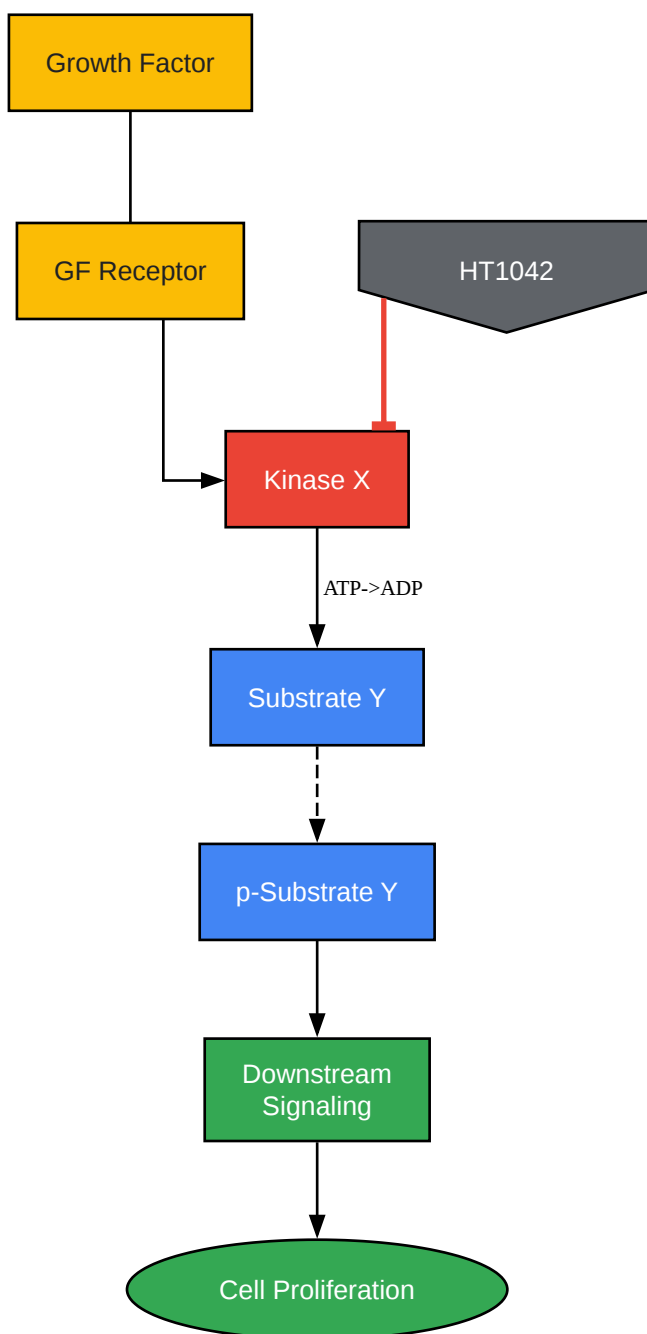 Growth Factor
GF Receptor
HT1042
Kinase X
ATP->ADP
Substrate Y
p-Substrate Y
Downstream
Signaling
Cell Proliferation